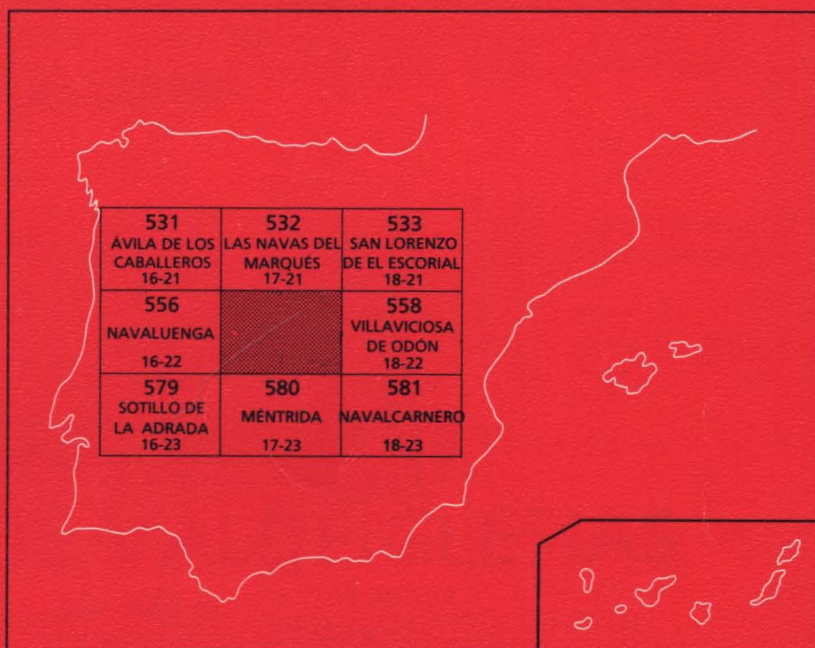 531
ÁVILA DE LOS
CABALLEROS
16-21
532
LAS NAVAS DEL
MARQUÉS
17-21
533
SAN LORENZO
DE EL ESCORIAL
18-21
556
NAVALUENGA
16-22
558
VILLAVICIOSA
DE ODÓN
18-22
579
SOTILLO DE
LA ADRADA
16-23
580
MÉNTRIDA
17-23
581
NAVALCARNERO
18-23